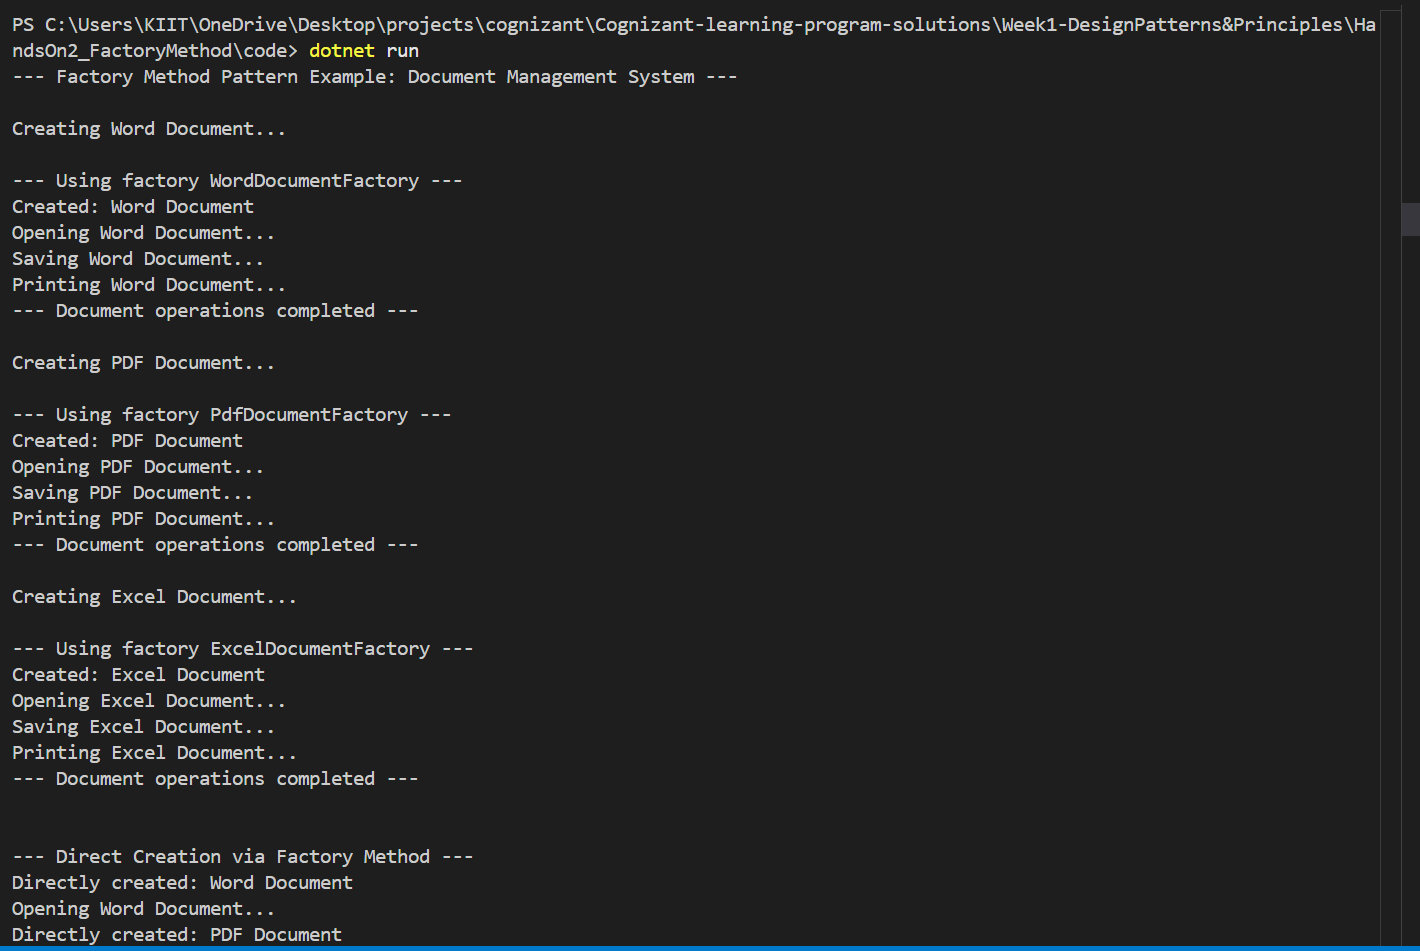 PS C:\Users\KIIT\OneDrive\Desktop\projects\cognizant\Cognizant-learning-program-solutions\Week1-DesignPatterns&Principles\Ha
ndsOn2_FactoryMethod\code> dotnet run
--- Factory Method Pattern Example: Document Management System ---
Creating Word Document...
--- Using factory WordDocumentFactory ---
Created: Word Document
Opening Word Document...
Saving Word Document...
Printing Word Document...
--- Document operations completed ---
Creating PDF Document...
--- Using factory PdfDocumentFactory ---
Created: PDF Document
Opening PDF Document...
Saving PDF Document...
Printing PDF Document...
--- Document operations completed ---
Creating Excel Document...
--- Using factory ExcelDocumentFactory ---
Created: Excel Document
Opening Excel Document...
Saving Excel Document...
Printing Excel Document...
--- Document operations completed ---
--- Direct Creation via Factory Method ---
Directly created: Word Document
Opening Word Document...
Directly created: PDF Document